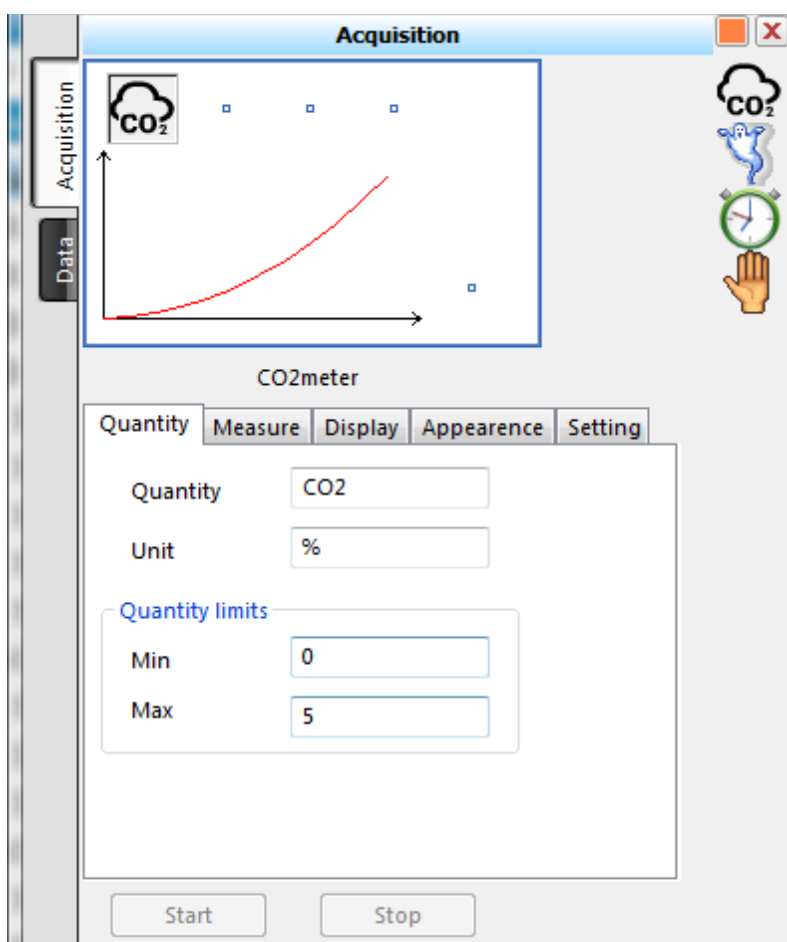 Acquisition
Acquisition
Data
CO2
CO2
CO2meter
Quantity Measure Display Appearence Setting
Quantity CO2
Unit %
Quantity limits
Min 0
Max 5
Start Stop